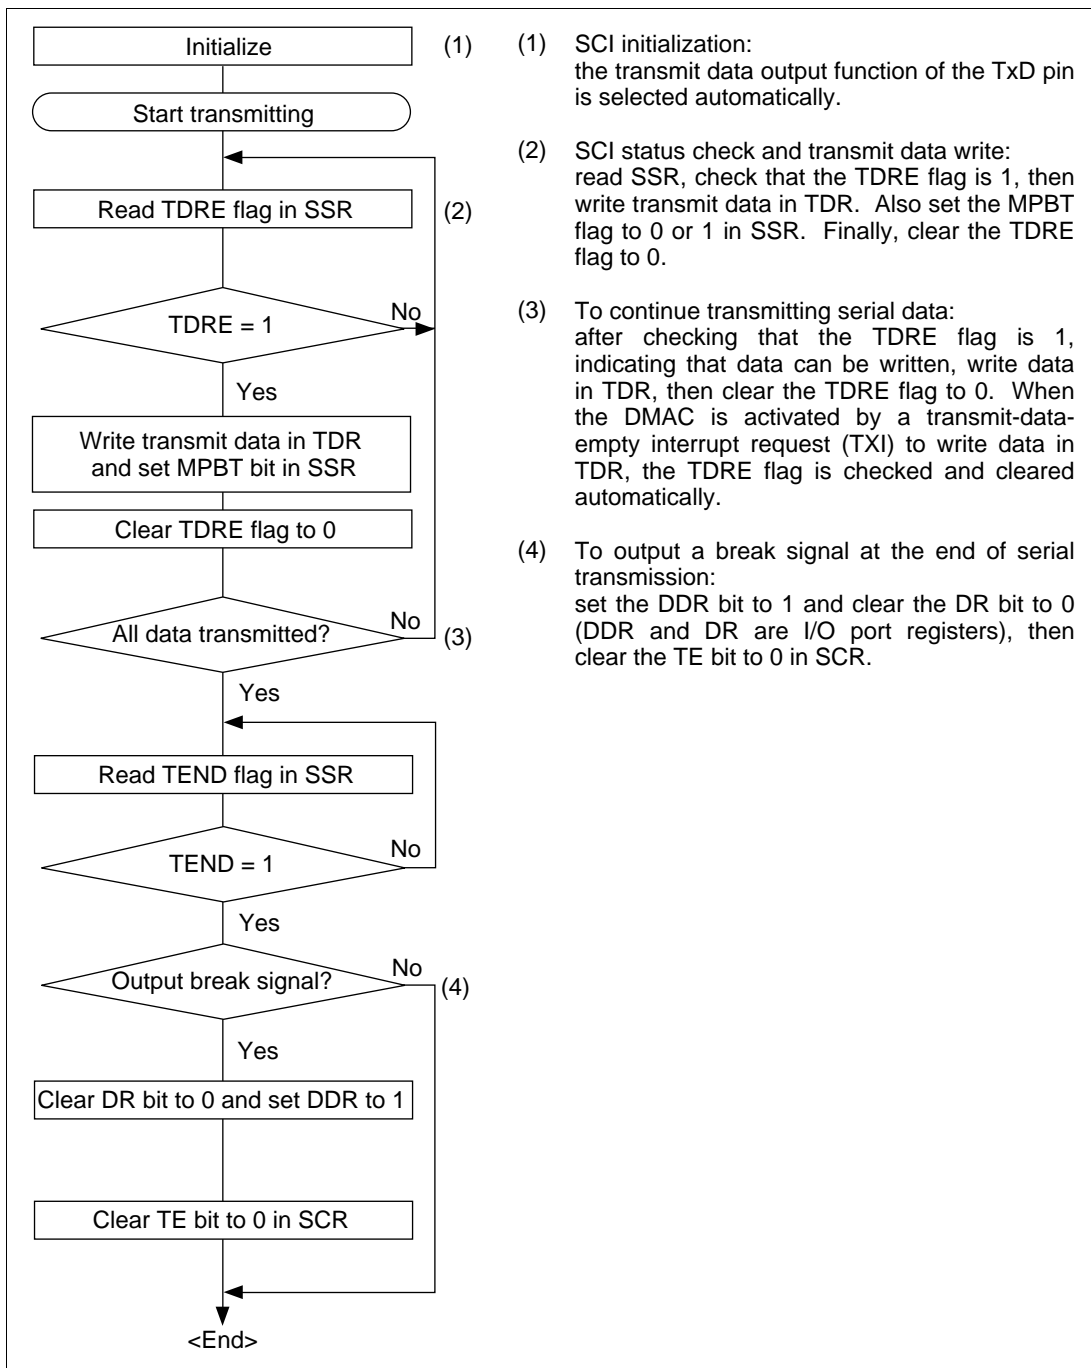 Initialize
(1)
Start transmitting
Read TDRE flag in SSR
(2)
TDRE = 1
No
Yes
Write transmit data in TDR
and set MPBT bit in SSR
Clear TDRE flag to 0
All data transmitted?
No
(3)
Yes
Read TEND flag in SSR
TEND = 1
No
Yes
Output break signal?
No
(4)
Yes
Clear DR bit to 0 and set DDR to 1
Clear TE bit to 0 in SCR
<End>
(1) SCI initialization:
the transmit data output function of the TxD pin
is selected automatically.
(2) SCI status check and transmit data write:
read SSR, check that the TDRE flag is 1, then
write transmit data in TDR. Also set the MPBT
flag to 0 or 1 in SSR. Finally, clear the TDRE
flag to 0.
(3) To continue transmitting serial data:
after checking that the TDRE flag is 1,
indicating that data can be written, write data
in TDR, then clear the TDRE flag to 0. When
the DMAC is activated by a transmit-data-
empty interrupt request (TXI) to write data in
TDR, the TDRE flag is checked and cleared
automatically.
(4) To output a break signal at the end of serial
transmission:
set the DDR bit to 1 and clear the DR bit to 0
(DDR and DR are I/O port registers), then
clear the TE bit to 0 in SCR.